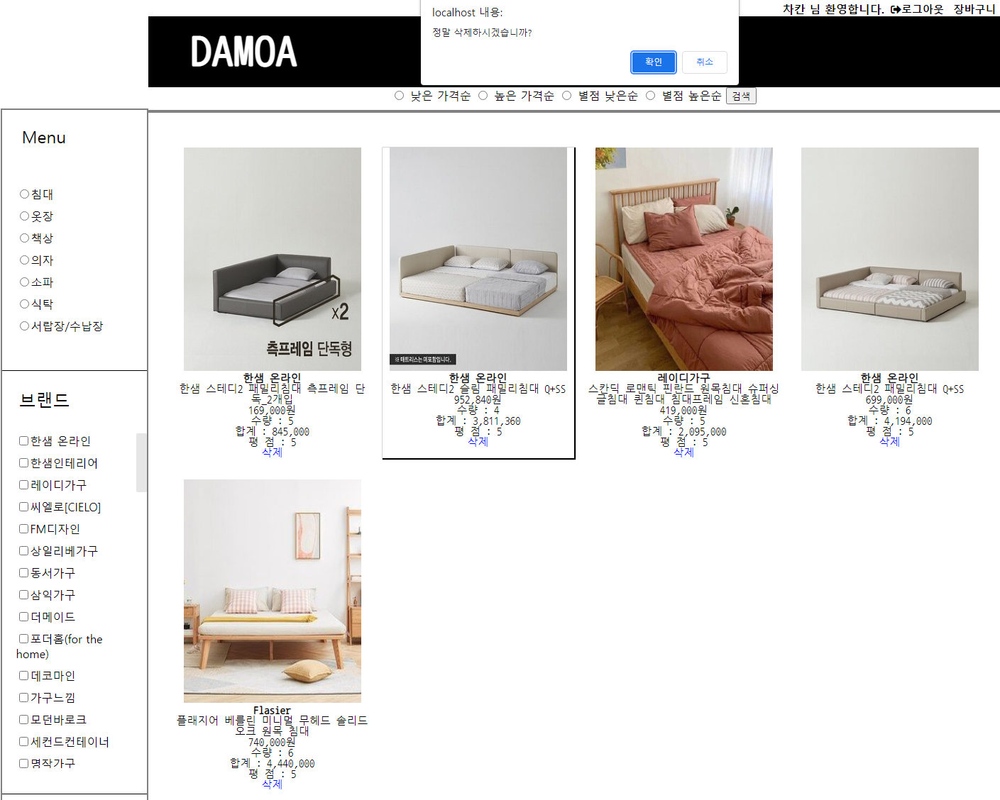 localhost 내용:
정말 삭제하시겠습니까?
확인
취소
차칸 님 환영합니다. 로그아웃 장바구니
DAMOA
낮은 가격순 높은 가격순 별점 낮은순 별점 높은순 검색
Menu
침대
옷장
책상
의자
소파
식탁
서랍장/수납장
브랜드
한샘 온라인
한샘인테리어
레이디가구
씨엘로[CIELO]
FM디자인
상일리베가구
동서가구
삼익가구
더메이드
포더홈(for the
home)
데코마인
가구느낌
모던바로크
세컨드컨테이너
명작가구
X2
측프레임 단독형
한샘 온라인
한샘 스테디2 패밀리침대 측프레임 단
독_2개입
169,000원
수량 : 5
합계 : 845,000
평 점 : 5
삭제
※ 매트리스는 미포함입니다.
한샘 온라인
한샘 스테디2 슬림 패밀리침대 Q+SS
952,840원
수량 : 4
합계 : 3,811,360
평 점 : 5
삭제
레이디가구
스칸딕 로맨틱 핀란드 원목침대 슈퍼싱
글침대 퀸침대 침대프레임 신혼침대
419,000원
수량 : 5
합계 : 2,095,000
평 점 : 5
삭제
한샘 온라인
한샘 스테디2 패밀리침대 Q+SS
699,000원
수량 : 6
합계 : 4,194,000
평 점 : 5
삭제
Flasier
플래지어 베를린 미니멀 무헤드 솔리드
오크 원목 침대
740,000원
수량 : 6
합계 : 4,440,000
평 점 : 5
삭제